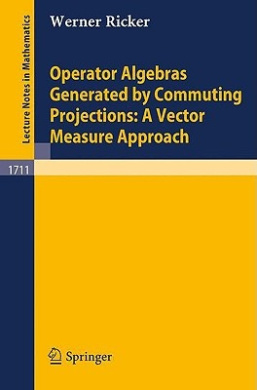 Werner Ricker
Lecture Notes in Mathematics
1711
Operator Algebras
Generated by Commuting
Projections: A Vector
Measure Approach
Springer